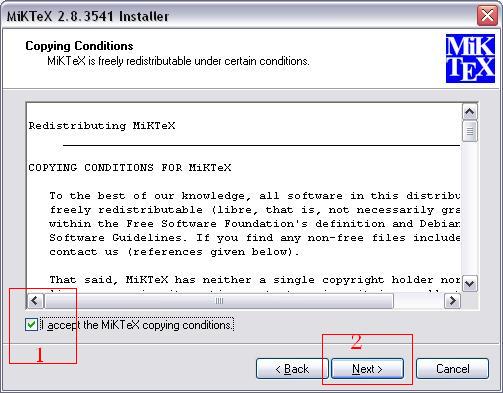 MiKTeX 2.8.3541 Installer
Copying Conditions
MiKTeX is freely redistributable under certain conditions.
MiK
TEX
Redistributing MiKTeX
COPYING CONDITIONS FOR MiKTeX
To the best of our knowledge, all software in this distribu
freely redistributable (libre, that is, not necessarily gra
within the Free Software Foundation's definition and Debian
Software Guidelines. If you find any non-free files include
contact us (references given below).
That said, MiKTeX has neither a single copyright holder nor
I accept the MiKTeX copying conditions.
1
2
< Back
Next >
Cancel